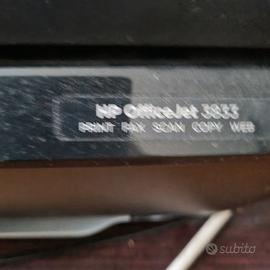 HP OfficeJet 3833
PRINT FAX SCAN COPY WEB
subito